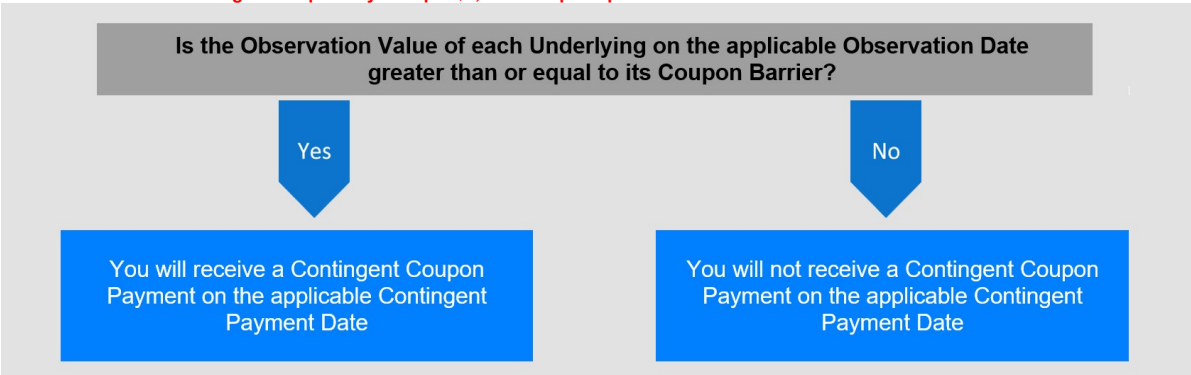 Is the Observation Value of each Underlying on the applicable Observation Date
greater than or equal to its Coupon Barrier?
Yes
No
You will receive a Contingent Coupon
Payment on the applicable Contingent
Payment Date
You will not receive a Contingent Coupon
Payment on the applicable Contingent
Payment Date